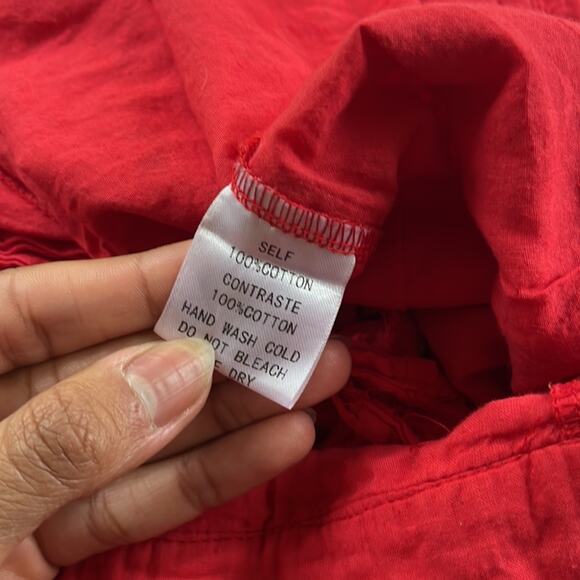 SELF
100%COTTON
CONTRASTE
100%COTTON
HAND WASH COLD
DO NOT BLEACH
DRY